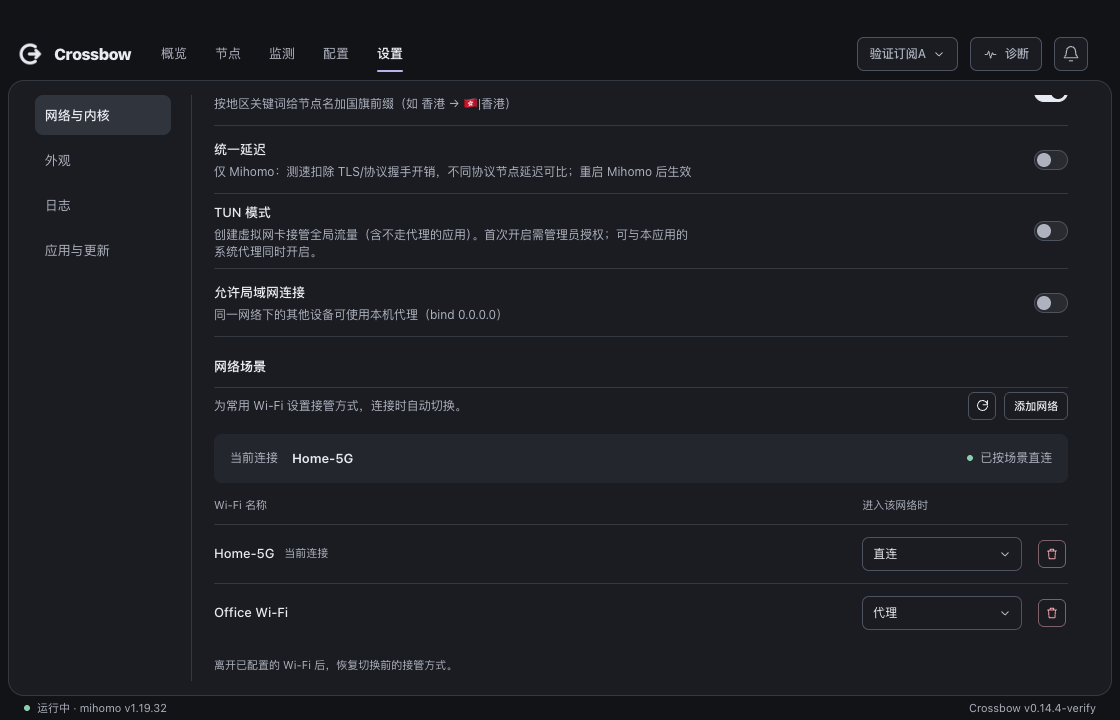 Crossbow 概览 节点 监测 配置 设置 验证订阅A 诊断
网络与内核
外观
日志
应用与更新
按地区关键词给节点名加国旗前缀（如 香港 → 🇭🇰|香港）
统一延迟
仅 Mihomo：测速扣除 TLS/协议握手开销，不同协议节点延迟可比；重启 Mihomo 后生效
TUN 模式
创建虚拟网卡接管全局流量（含不走代理的应用）。首次开启需管理员授权；可与本应用的
系统代理同时开启。
允许局域网连接
同一网络下的其他设备可使用本机代理（bind 0.0.0.0）
网络场景
为常用 Wi-Fi 设置接管方式，连接时自动切换。 添加网络
当前连接 Home-5G 已按场景直连
Wi-Fi 名称 进入该网络时
Home-5G 当前连接 直连
Office Wi-Fi 代理
离开已配置的 Wi-Fi 后，恢复切换前的接管方式。
运行中 · mihomo v1.19.32 Crossbow v0.14.4-verify